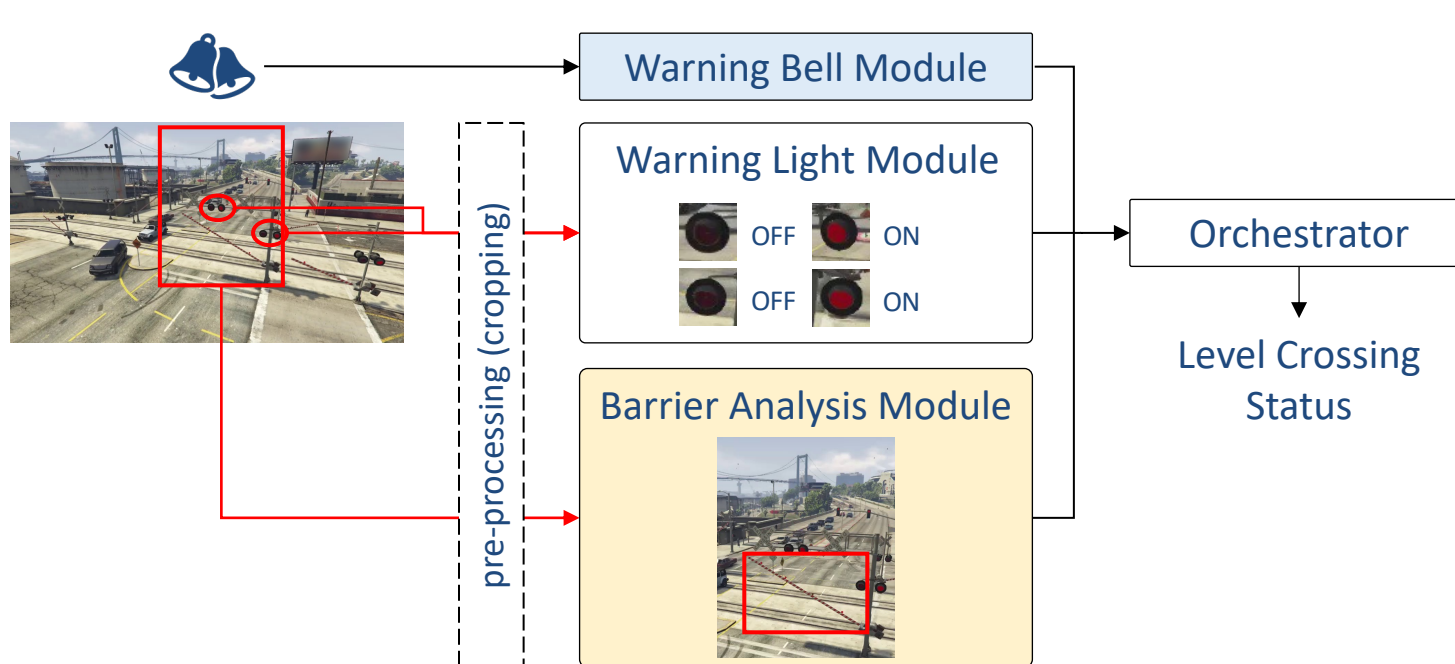 Warning Bell Module
Warning Light Module
OFF
ON
OFF
ON
pre-processing (cropping)
Barrier Analysis Module
Orchestrator
Level Crossing
Status